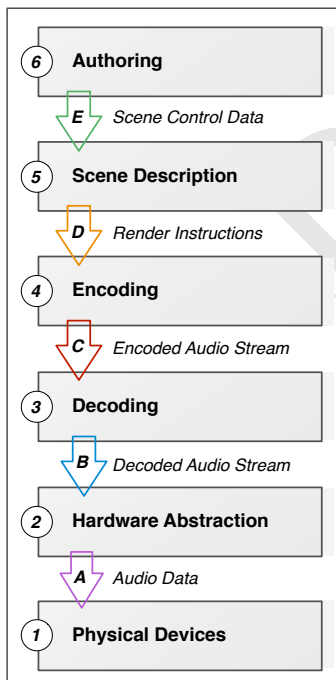 6 Authoring
E Scene Control Data
5 Scene Description
D Render Instructions
4 Encoding
C Encoded Audio Stream
3 Decoding
B Decoded Audio Stream
2 Hardware Abstraction
A Audio Data
1 Physical Devices